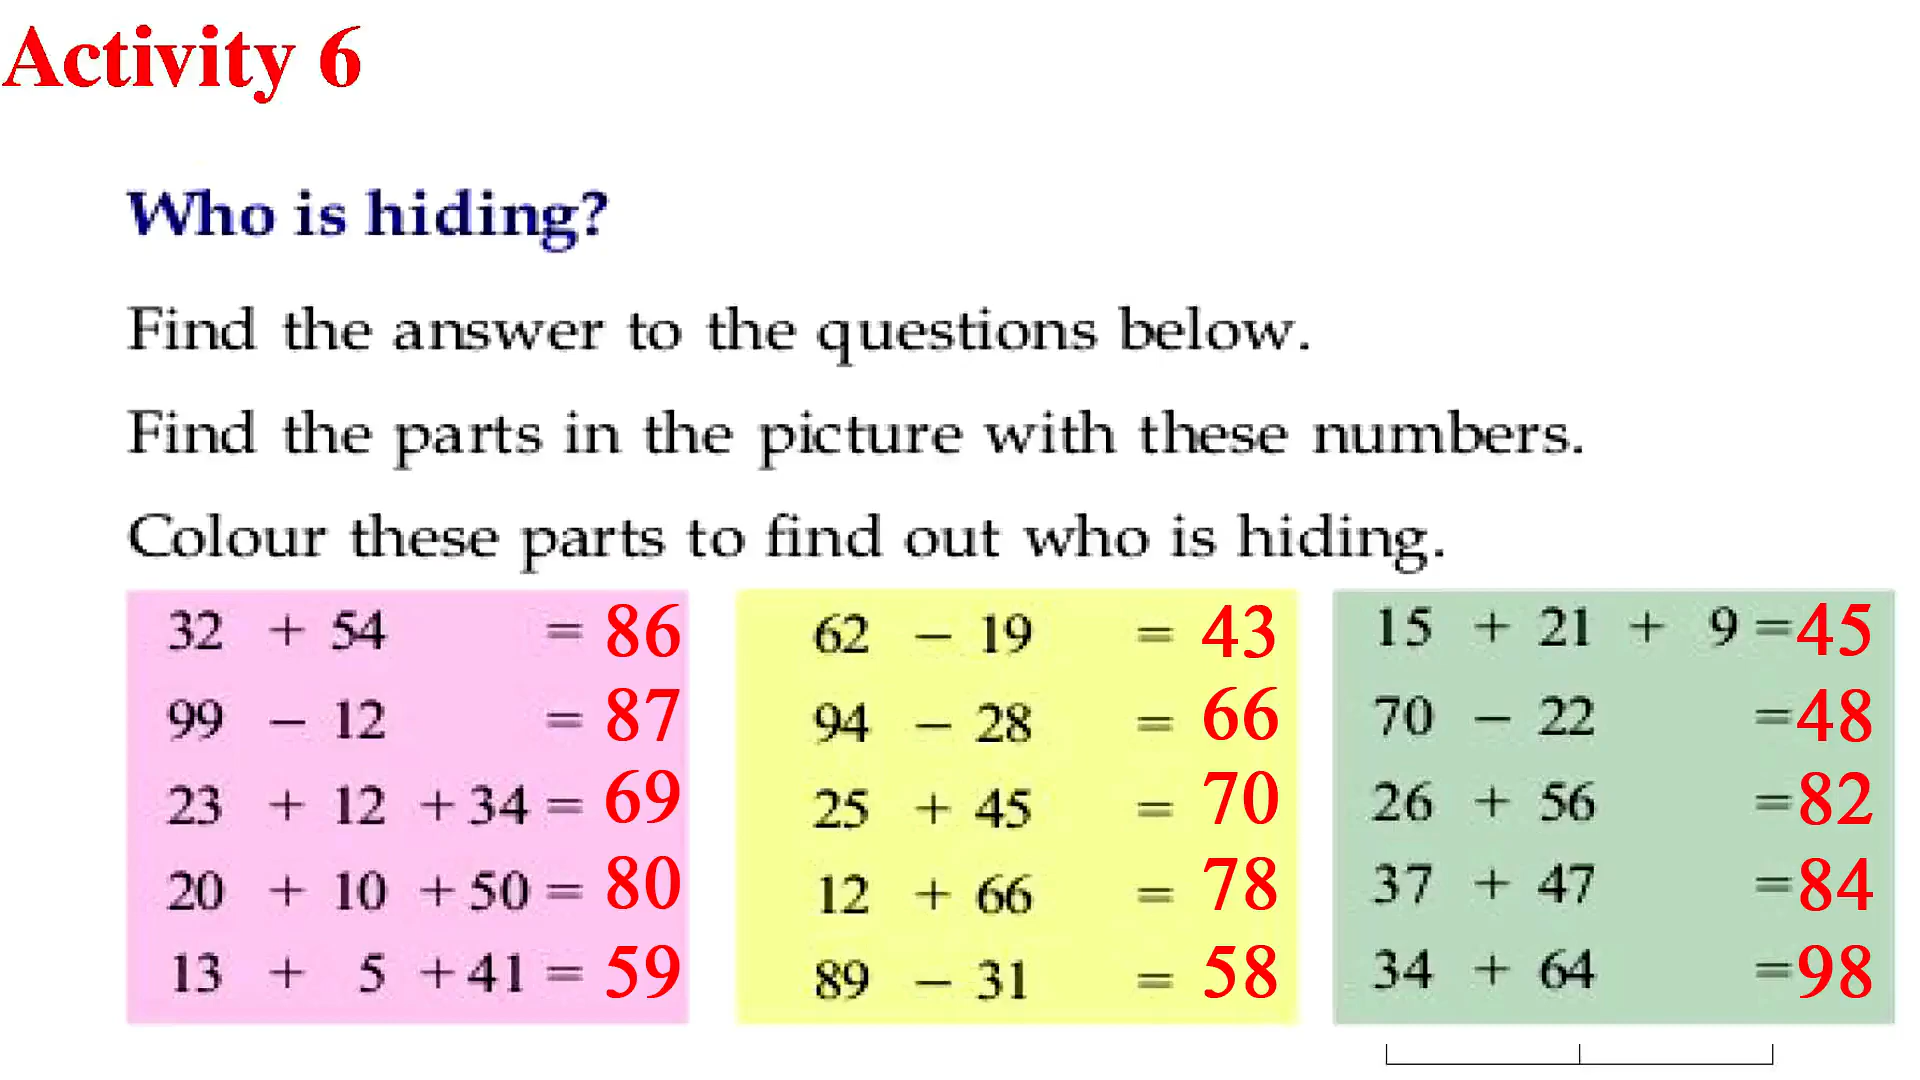 Activity 6
Who is hiding?
Find the answer to the questions below.
Find the parts in the picture with these numbers.
Colour these parts to find out who is hiding.
32 + 54 = 86
99 − 12 = 87
23 + 12 + 34 = 69
20 + 10 + 50 = 80
13 + 5 + 41 = 59
62 − 19 = 43
94 − 28 = 66
25 + 45 = 70
12 + 66 = 78
89 − 31 = 58
15 + 21 + 9 = 45
70 − 22 = 48
26 + 56 = 82
37 + 47 = 84
34 + 64 = 98